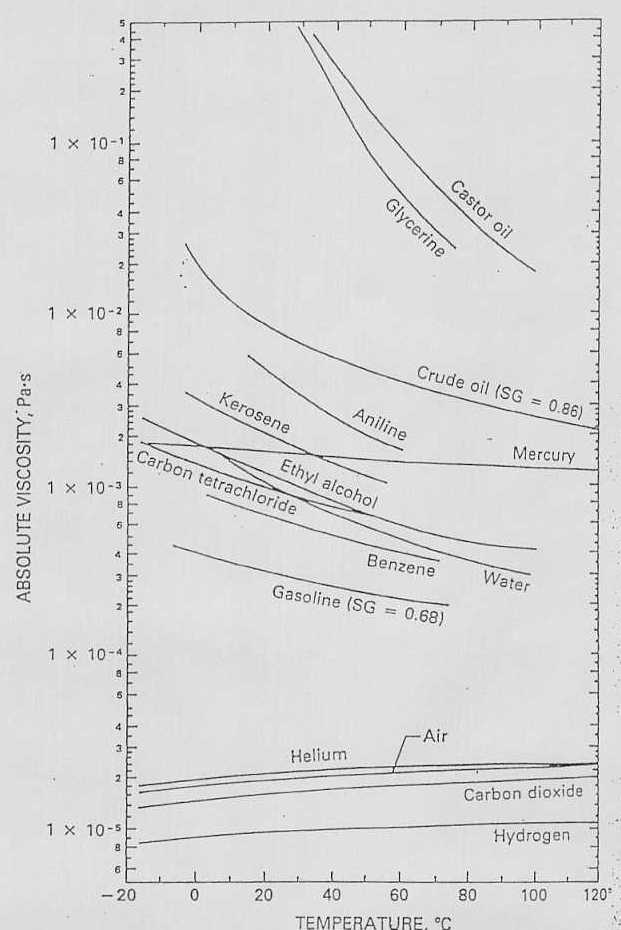 5
4
3
2
1 × 10⁻¹
8
6
4
3
2
1 × 10⁻²
8
6
4
3
2
1 × 10⁻³
8
6
4
3
2
1 × 10⁻⁴
8
6
4
3
2
1 × 10⁻⁵
8
6
ABSOLUTE VISCOSITY, Pa·s
Castor oil
Glycerine
Crude oil (SG = 0.86)
Aniline
Kerosene
Mercury
Ethyl alcohol
Carbon tetrachloride
Benzene
Water
Gasoline (SG = 0.68)
Air
Helium
Carbon dioxide
Hydrogen
−20 0 20 40 60 80 100 120°
TEMPERATURE, °C